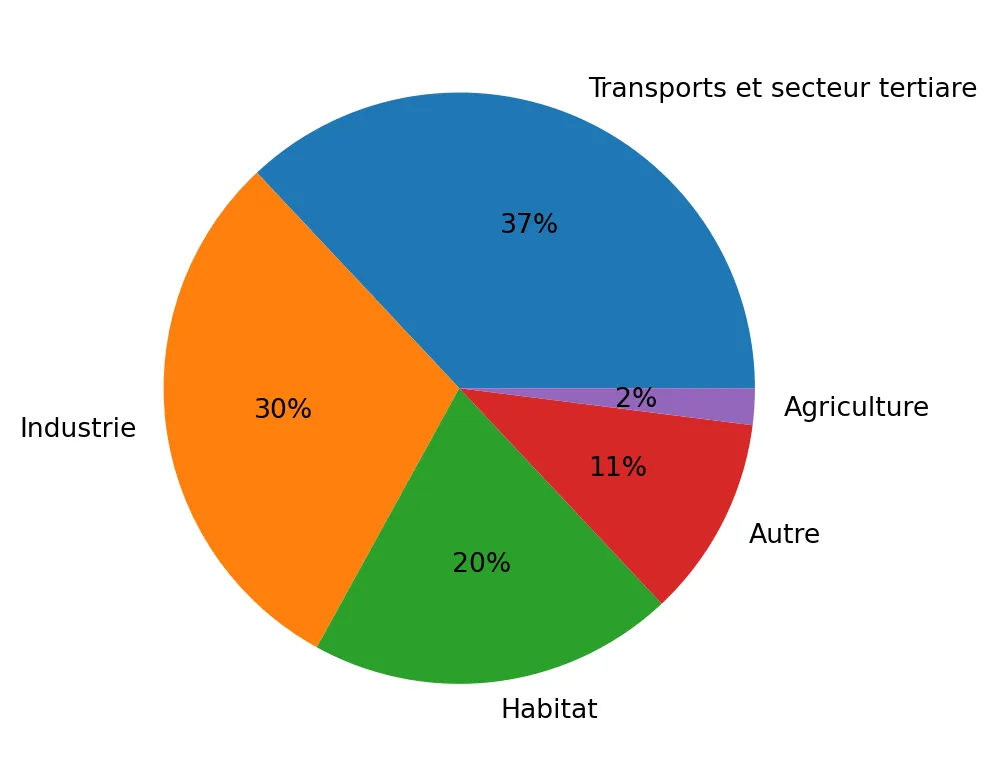 Transports et secteur tertiare
37%
30%
Industrie
2%
Agriculture
11%
Autre
20%
Habitat